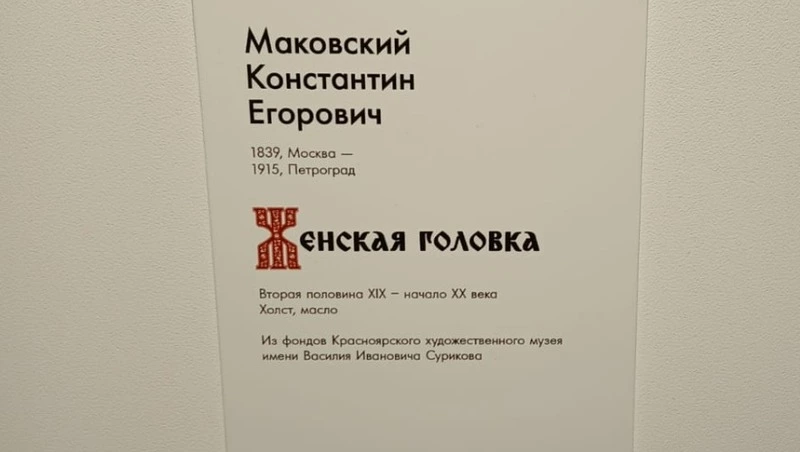 Маковский
Константин
Егорович
1839, Москва —
1915, Петроград
Женская головка
Вторая половина XIX – начало XX века
Холст, масло
Из фондов Красноярского художественного музея
имени Василия Ивановича Сурикова